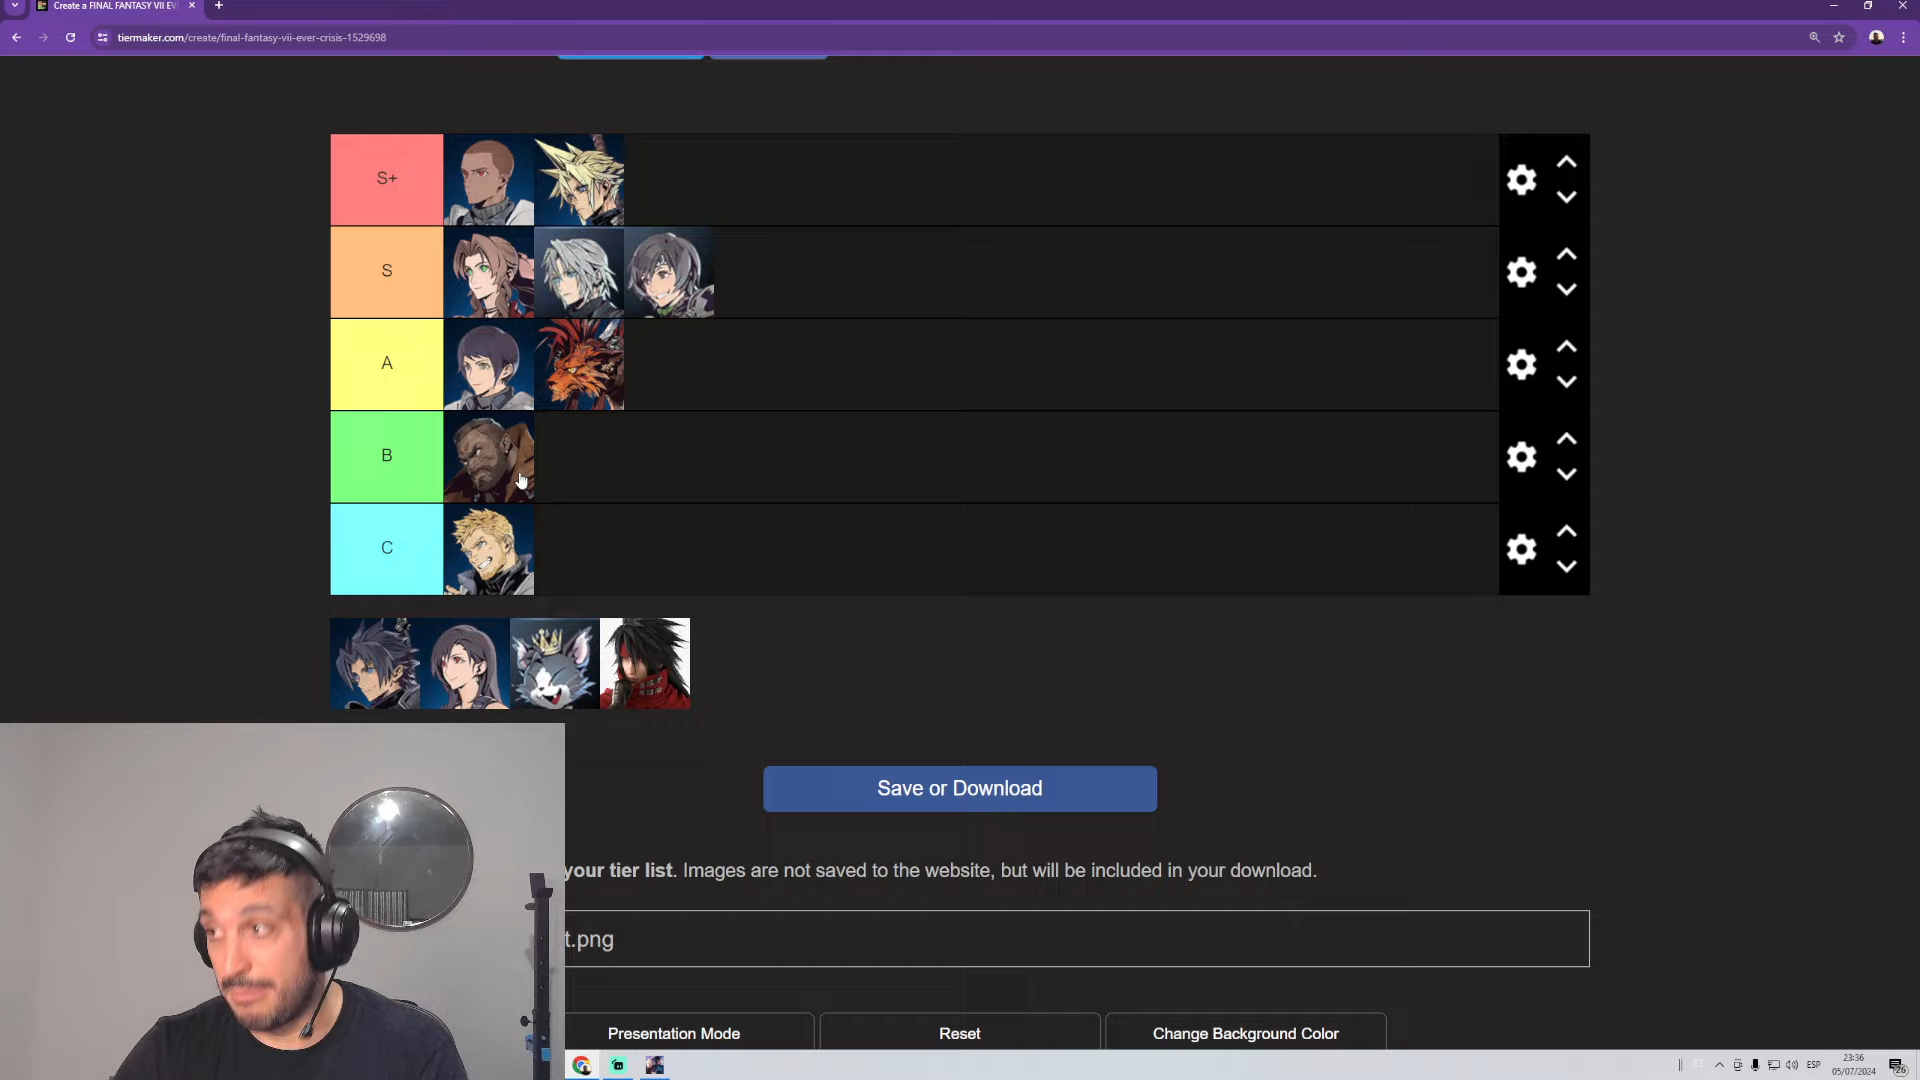 Create a FINAL FANTASY VII EV
tiermaker.com/create/final-fantasy-vii-ever-crisis-1529698
S+
S
A
B
C
Save or Download
your tier list. Images are not saved to the website, but will be included in your download.
t.png
Presentation Mode
Reset
Change Background Color
ESP
23:36
05/07/2024